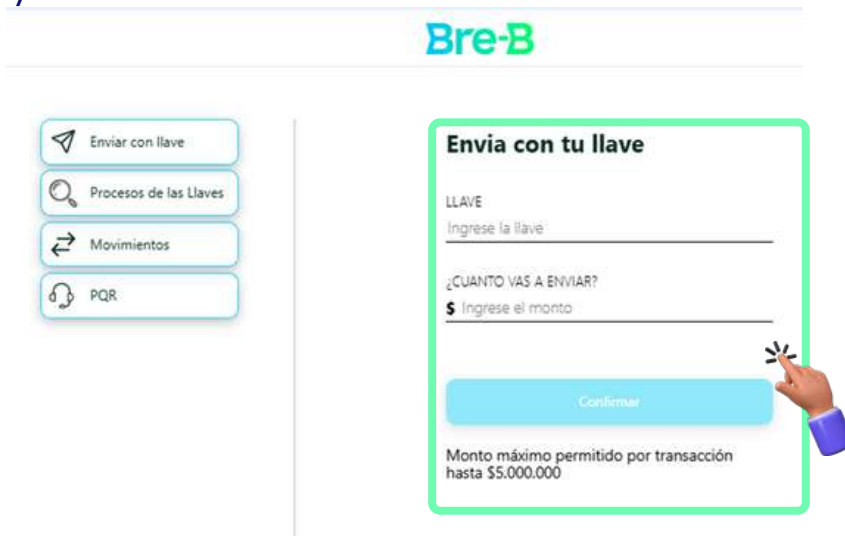 Bre-B
Enviar con llave
Procesos de las Llaves
Movimientos
PQR
Envia con tu llave
LLAVE
Ingrese la llave
¿CUANTO VAS A ENVIAR?
$ Ingrese el monto
Confirmar
Monto máximo permitido por transacción
hasta $5.000.000